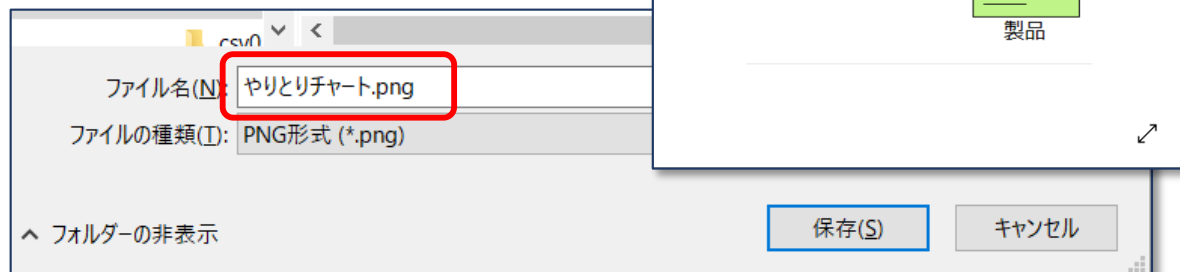 製品
csv0
ファイル名(N): やりとりチャート.png
ファイルの種類(T): PNG形式 (*.png)
フォルダーの非表示
保存(S)
キャンセル